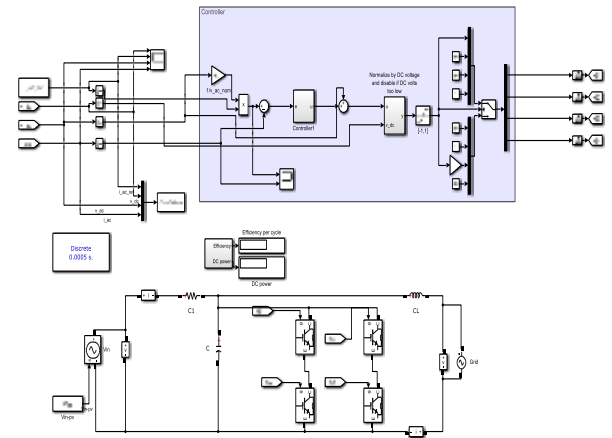 Controller
Normalize by DC voltage
and disable if DC volts
too low
1/v_ac_nom
Controller1
v_dc
[-1,1]
i_ac_ref
v_dc
v_ac
i_ac
Discrete
0.0005 s.
Efficiency per cycle
Efficiency
DC power
DC power
C1
CL
C
Vin
Grid
Vin-pv